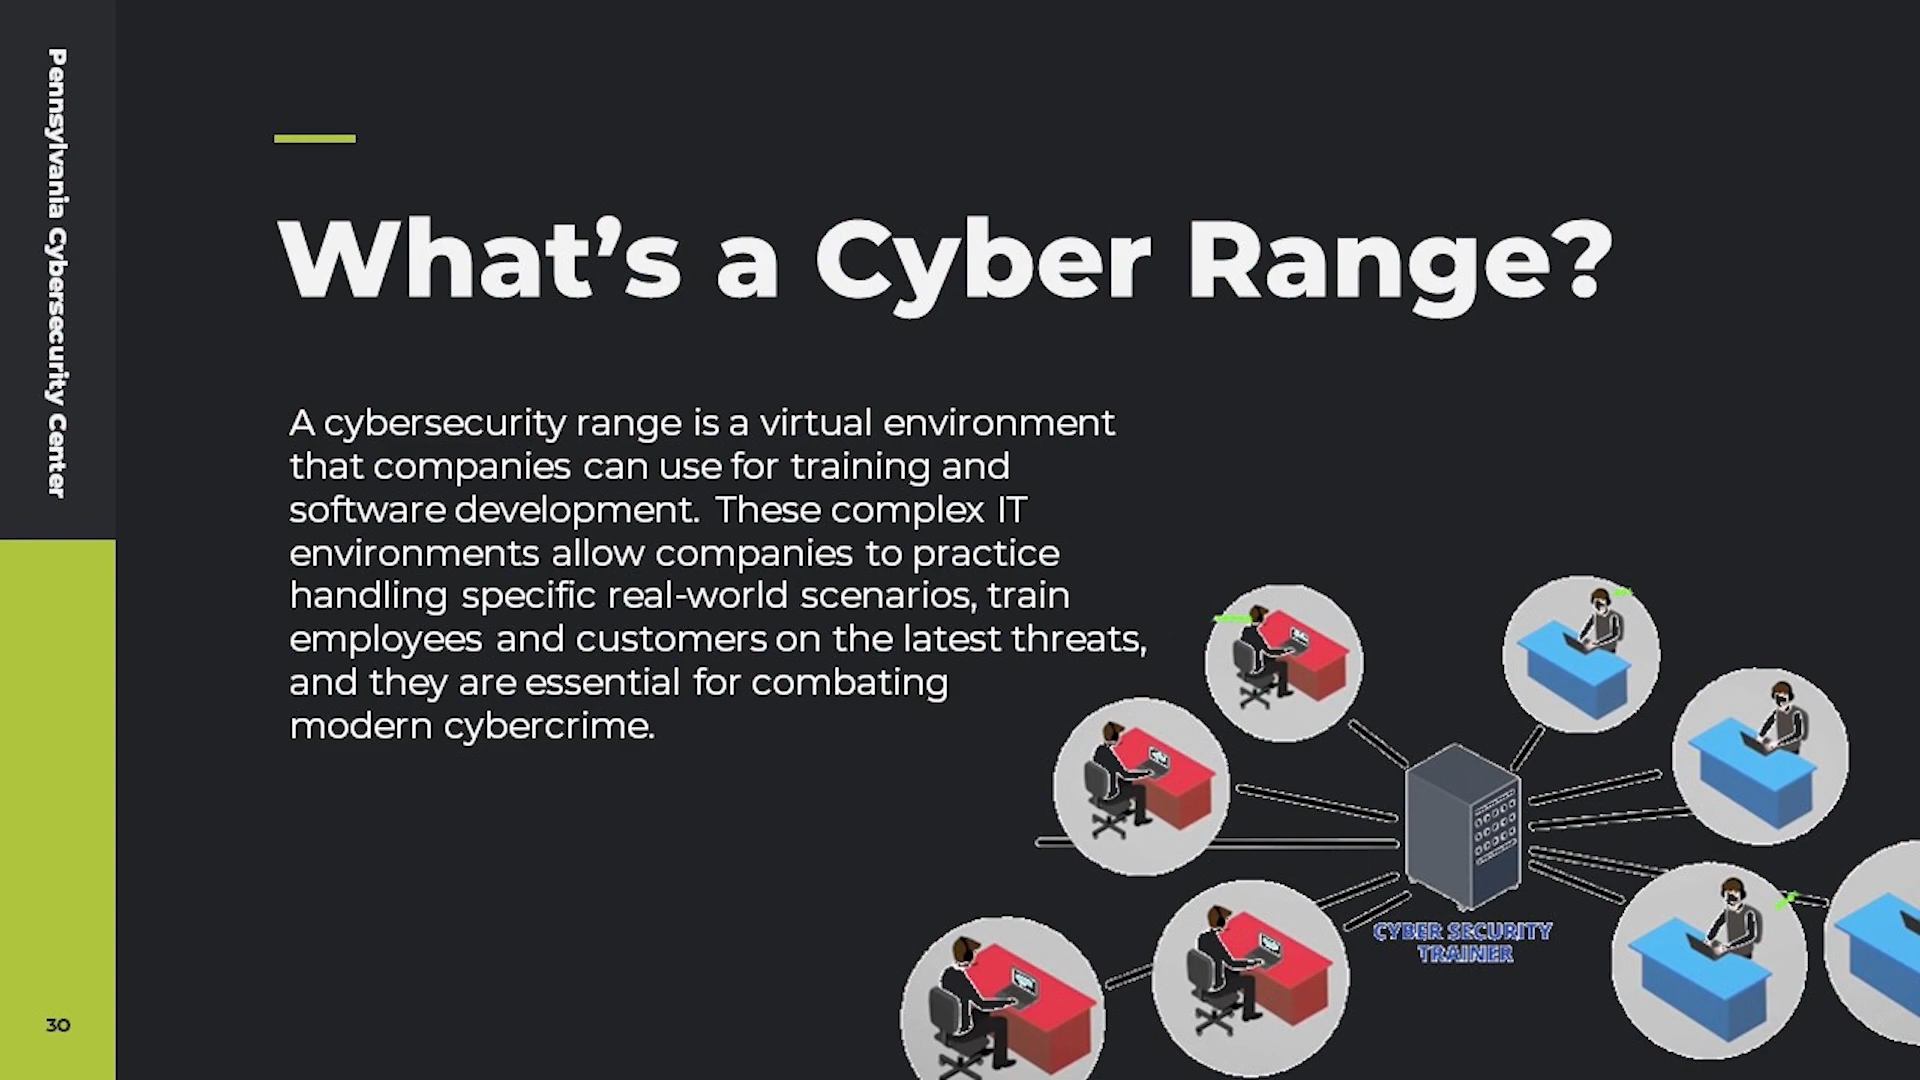 Pennsylvania Cybersecurity Center
What’s a Cyber Range?
A cybersecurity range is a virtual environment
that companies can use for training and
software development. These complex IT
environments allow companies to practice
handling specific real-world scenarios, train
employees and customers on the latest threats,
and they are essential for combating
modern cybercrime.
CYBER SECURITY
TRAINER
30